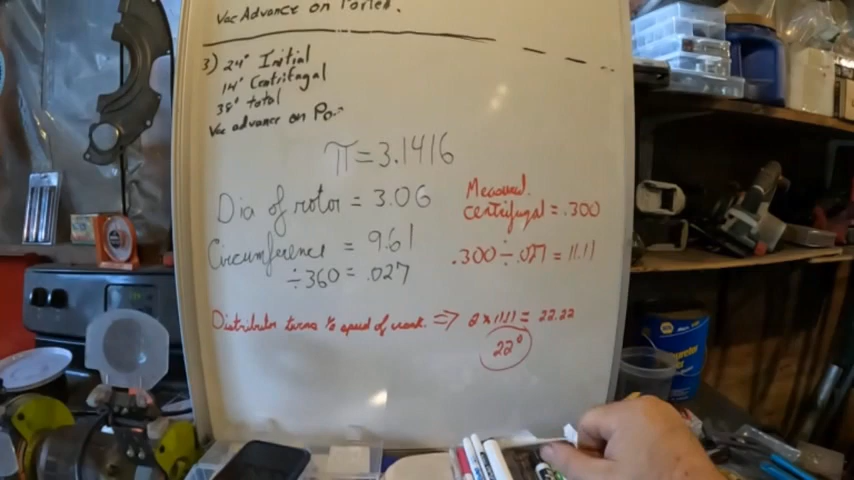 Vac Advance on Ported.
3) 24° Initial
14° Centrifugal
38° total
Vac advance on Po
π = 3.1416
Dia of rotor = 3.06
Circumference = 9.61
÷360 = .027
Measured
centrifugal = .300
.300 ÷ .027 = 11.11
Distributor turns ½ speed of crank. ⇒ 2 x 11.11 = 22.22
22°
NAPA